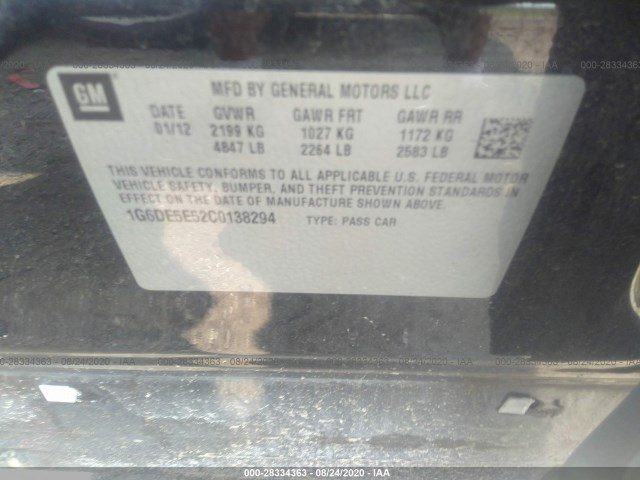 GM
MFD BY GENERAL MOTORS LLC
DATE GVWR GAWR FRT GAWR RR
01/12 2199 KG 1027 KG 1172 KG
4847 LB 2264 LB 2583 LB
THIS VEHICLE CONFORMS TO ALL APPLICABLE U.S. FEDERAL MOTOR
VEHICLE SAFETY, BUMPER, AND THEFT PREVENTION STANDARDS IN
EFFECT ON THE DATE OF MANUFACTURE SHOWN ABOVE.
1G6DE5E52C0138294 TYPE: PASS CAR
000-28334363 - 08/24/2020 - IAA